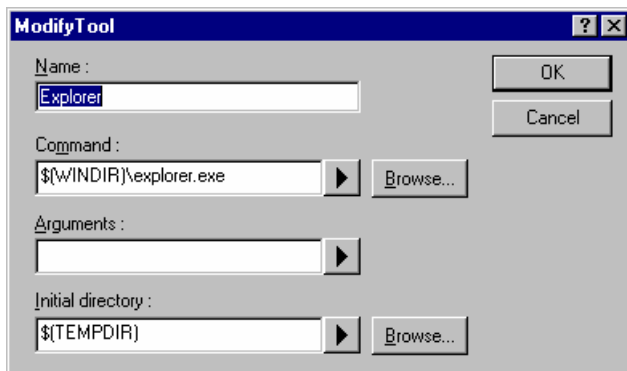 ModifyTool
? ×
Name :
OK
Explorer
Cancel
Command :
$(WINDIR)\explorer.exe
Browse...
Arguments :
Initial directory :
$(TEMPDIR)
Browse...